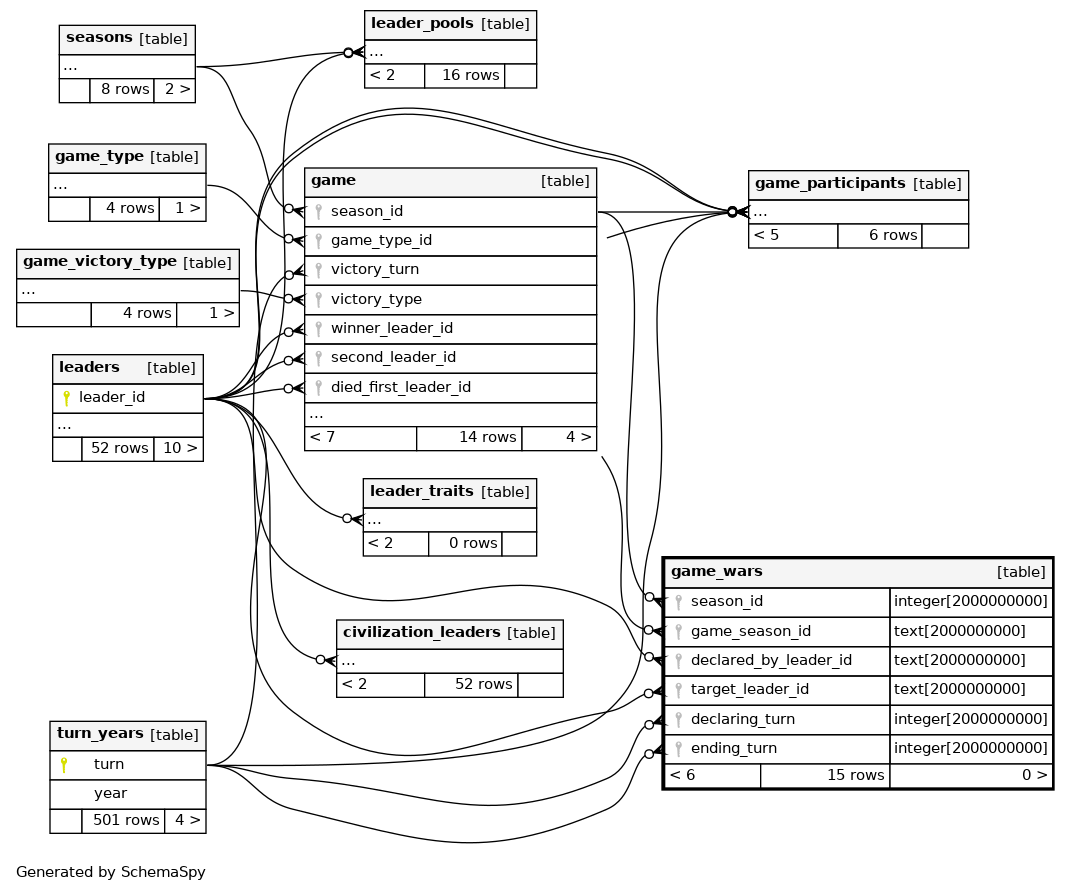 leader_pools [table]
...
< 2 16 rows
seasons [table]
...
8 rows 2 >
game_type [table]
...
4 rows 1 >
game_victory_type [table]
...
4 rows 1 >
leaders [table]
leader_id
...
52 rows 10 >
game [table]
season_id
game_type_id
victory_turn
victory_type
winner_leader_id
second_leader_id
died_first_leader_id
...
< 7 14 rows 4 >
game_participants [table]
...
< 5 6 rows
leader_traits [table]
...
< 2 0 rows
civilization_leaders [table]
...
< 2 52 rows
game_wars [table]
season_id integer[2000000000]
game_season_id text[2000000000]
declared_by_leader_id text[2000000000]
target_leader_id text[2000000000]
declaring_turn integer[2000000000]
ending_turn integer[2000000000]
< 6 15 rows 0 >
turn_years [table]
turn
year
501 rows 4 >
Generated by SchemaSpy